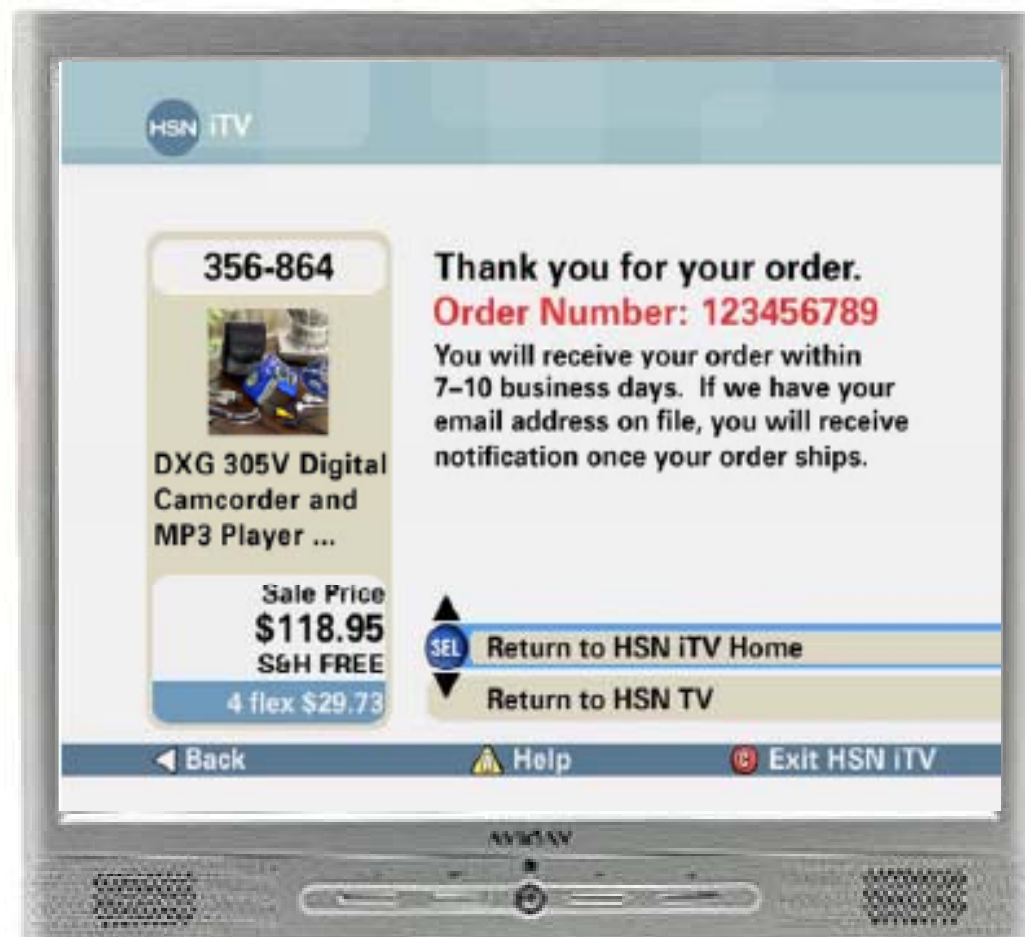 HSN iTV
356-864
DXG 305V Digital
Camcorder and
MP3 Player ...
Sale Price
$118.95
S&H FREE
4 flex $29.73
Thank you for your order.
Order Number: 123456789
You will receive your order within
7–10 business days. If we have your
email address on file, you will receive
notification once your order ships.
SEL
Return to HSN iTV Home
Return to HSN TV
Back
Help
C Exit HSN iTV